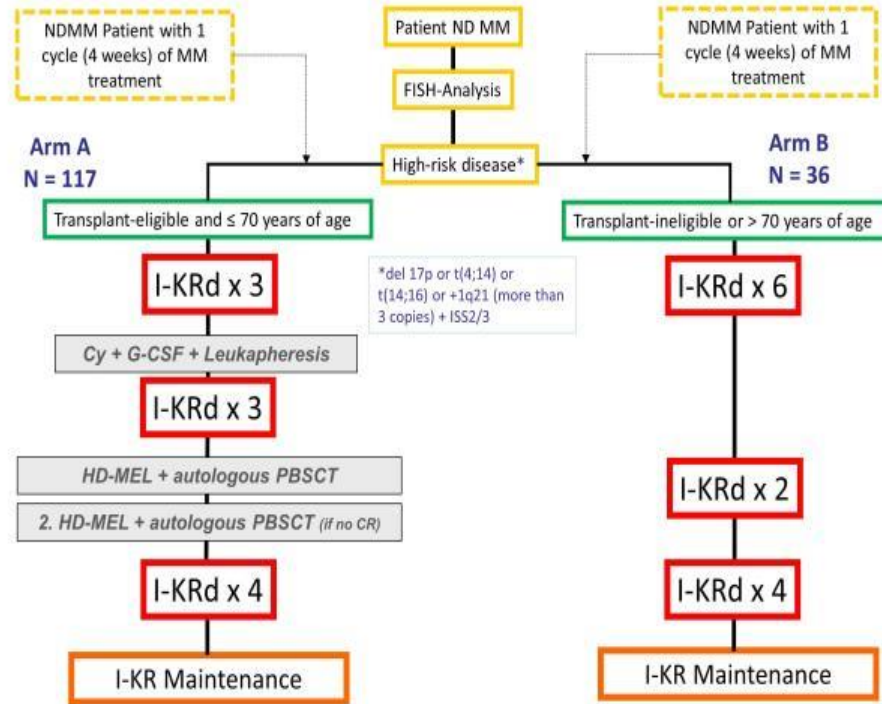 NDMM Patient with 1
cycle (4 weeks) of MM
treatment
Patient ND MM
NDMM Patient with 1
cycle (4 weeks) of MM
treatment
FISH-Analysis
High-risk disease*
Arm A
N = 117
Arm B
N = 36
Transplant-eligible and ≤ 70 years of age
Transplant-ineligible or > 70 years of age
I-KRd x 3
*del 17p or t(4;14) or
t(14;16) or +1q21 (more than
3 copies) + ISS2/3
I-KRd x 6
Cy + G-CSF + Leukapheresis
I-KRd x 3
HD-MEL + autologous PBSCT
I-KRd x 2
2. HD-MEL + autologous PBSCT (if no CR)
I-KRd x 4
I-KRd x 4
I-KR Maintenance
I-KR Maintenance